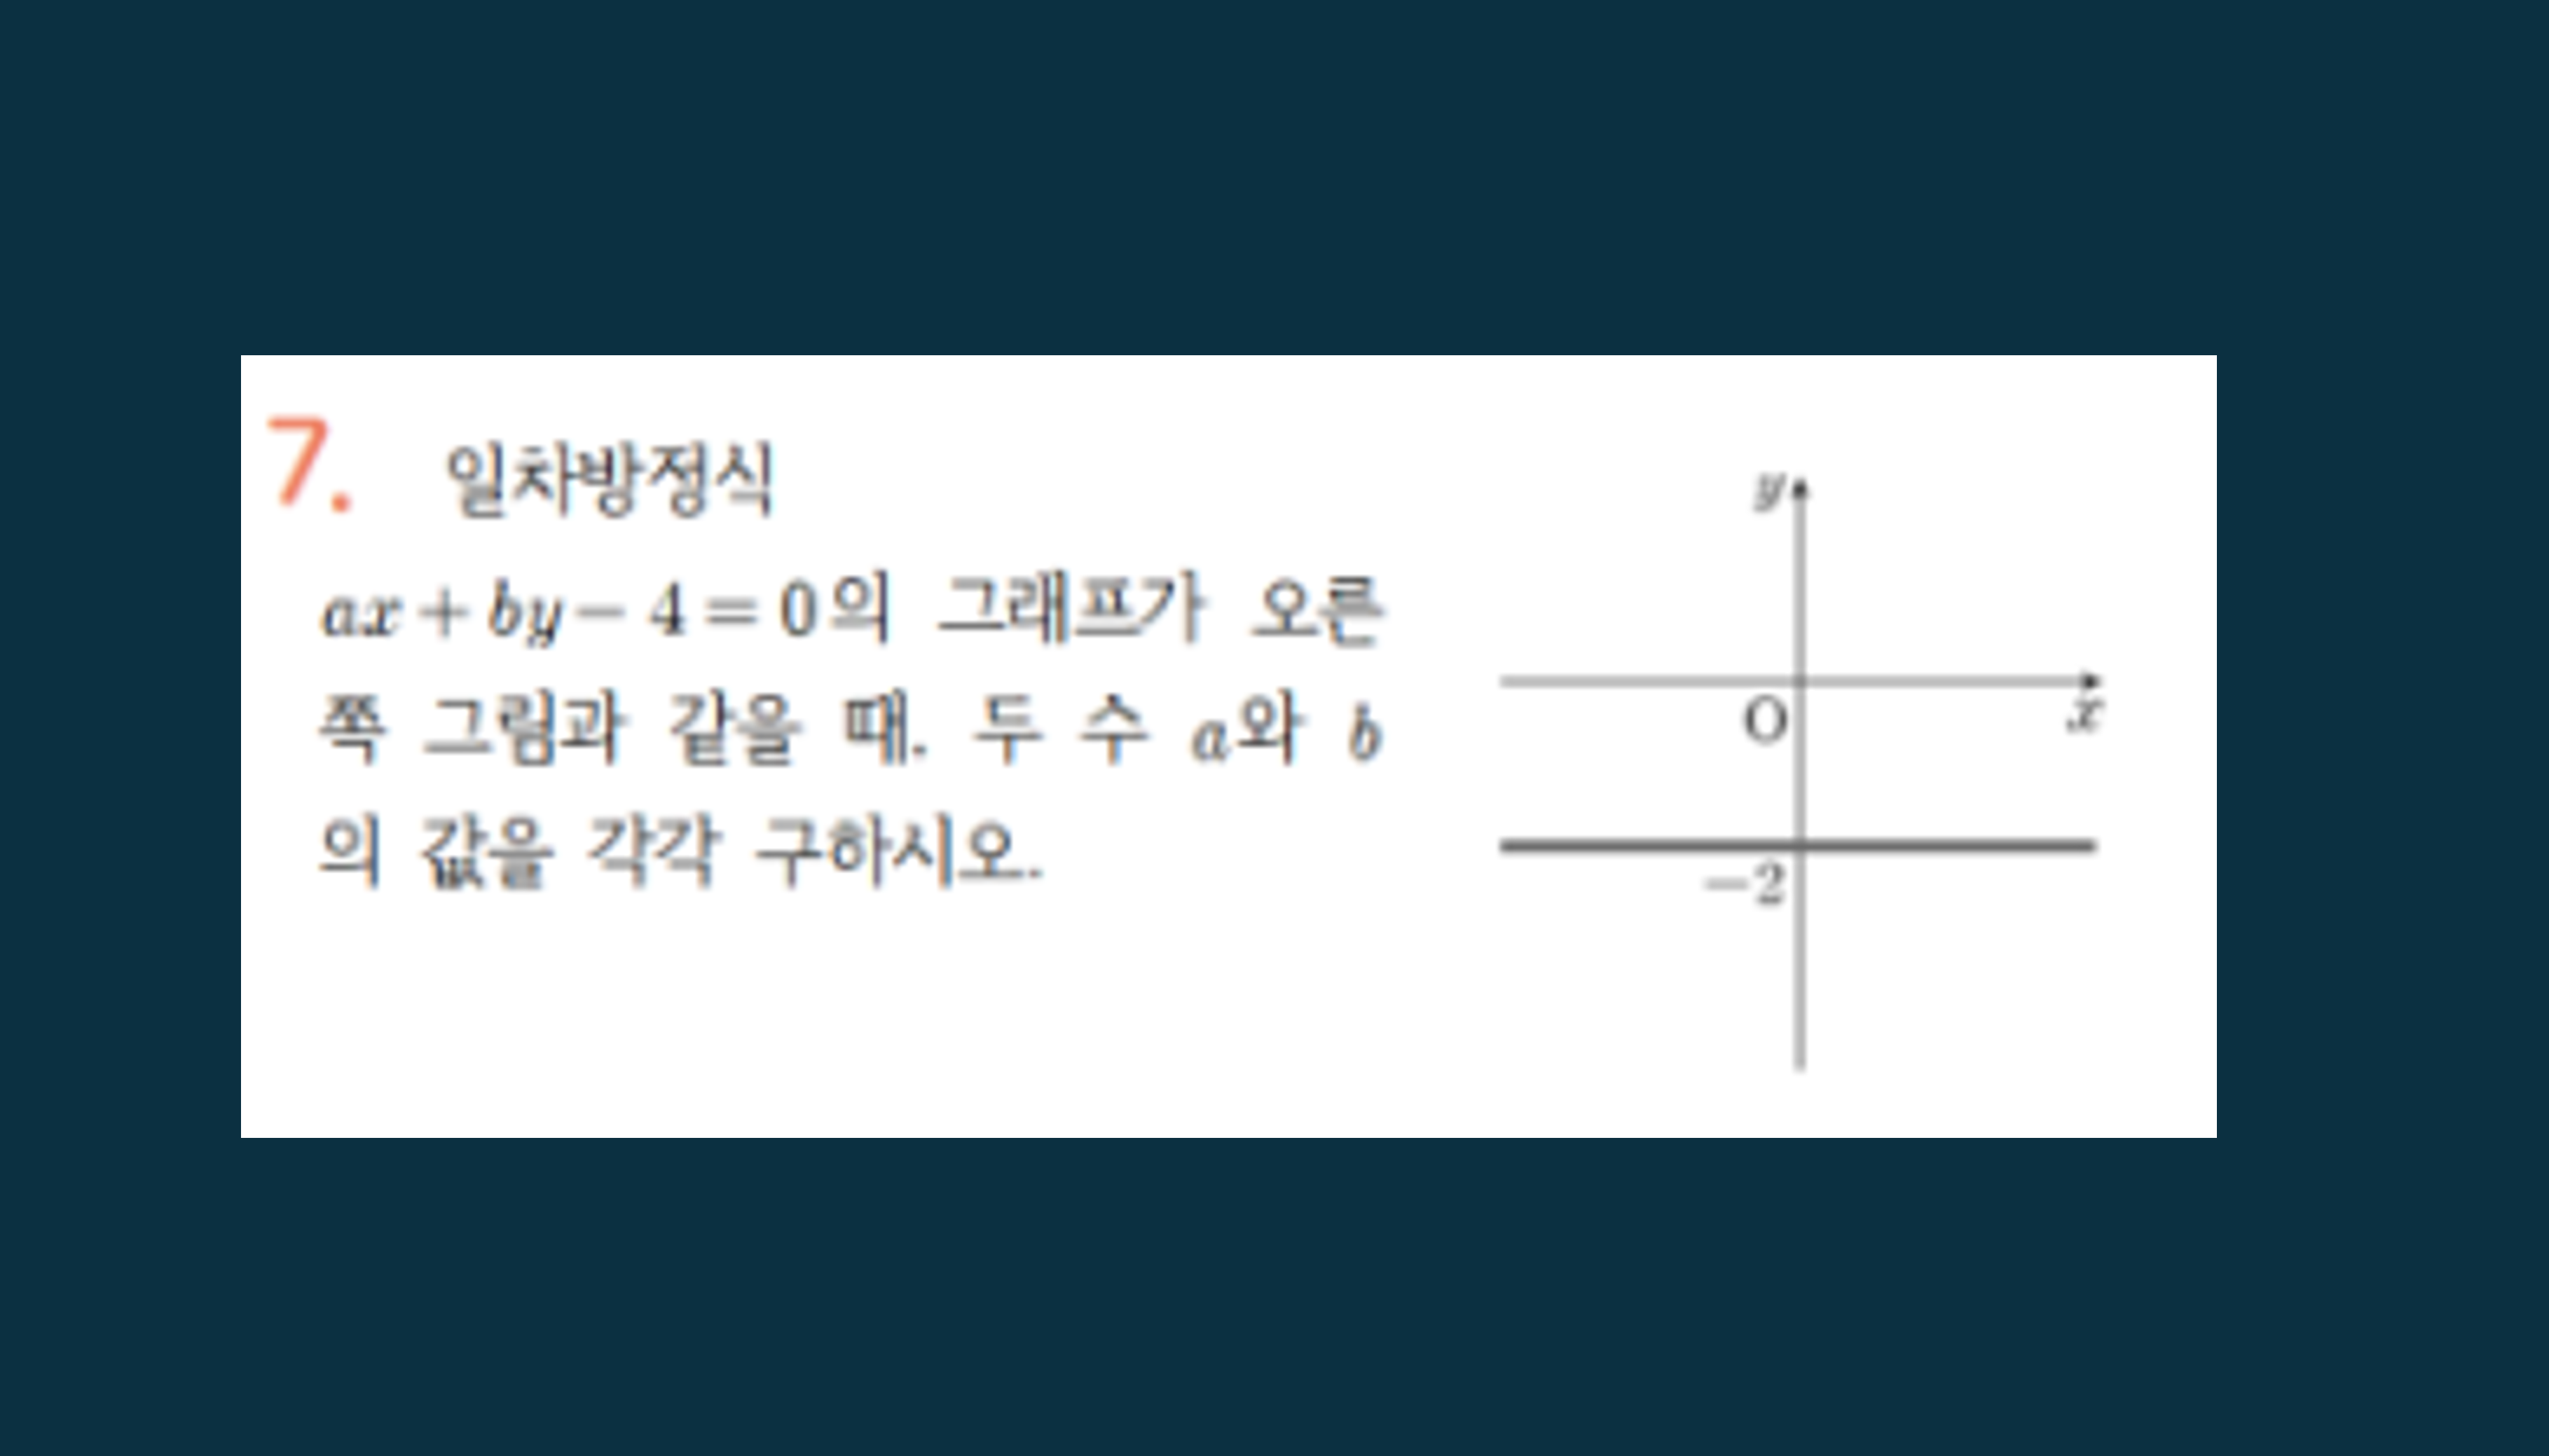 7. 일차방정식
ax + by − 4 = 0의 그래프가 오른
쪽 그림과 같을 때. 두 수 a와 b
의 값을 각각 구하시오.
y
O
x
−2